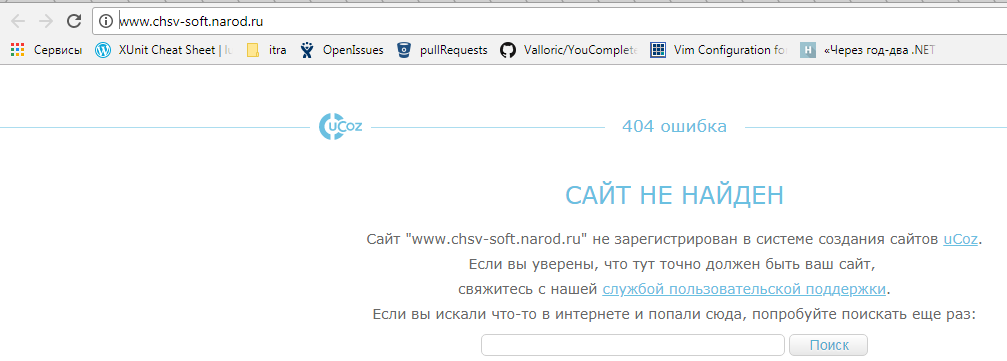 www.chsv-soft.narod.ru
Сервисы XUnit Cheat Sheet | itra OpenIssues pullRequests Valloric/YouComplete Vim Configuration for «Через год-два .NET
uCoz 404 ошибка
САЙТ НЕ НАЙДЕН
Сайт "www.chsv-soft.narod.ru" не зарегистрирован в системе создания сайтов uCoz.
Если вы уверены, что тут точно должен быть ваш сайт,
свяжитесь с нашей службой пользовательской поддержки.
Если вы искали что-то в интернете и попали сюда, попробуйте поискать еще раз:
Поиск